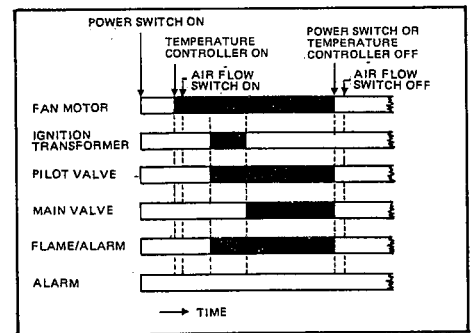 POWER SWITCH ON
POWER SWITCH OR
TEMPERATURE
CONTROLLER OFF
TEMPERATURE
CONTROLLER ON
AIR FLOW
SWITCH ON
AIR FLOW
SWITCH OFF
FAN MOTOR
IGNITION
TRANSFORMER
PILOT VALVE
MAIN VALVE
FLAME/ALARM
ALARM
TIME